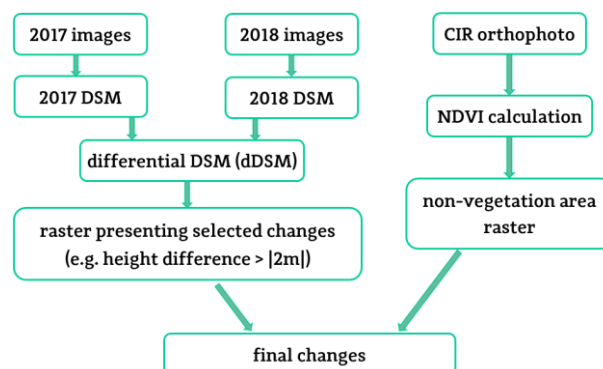 2017 images
2018 images
CIR orthophoto
2017 DSM
2018 DSM
NDVI calculation
differential DSM (dDSM)
non-vegetation area
raster
raster presenting selected changes
(e.g. height difference > |2m|)
final changes